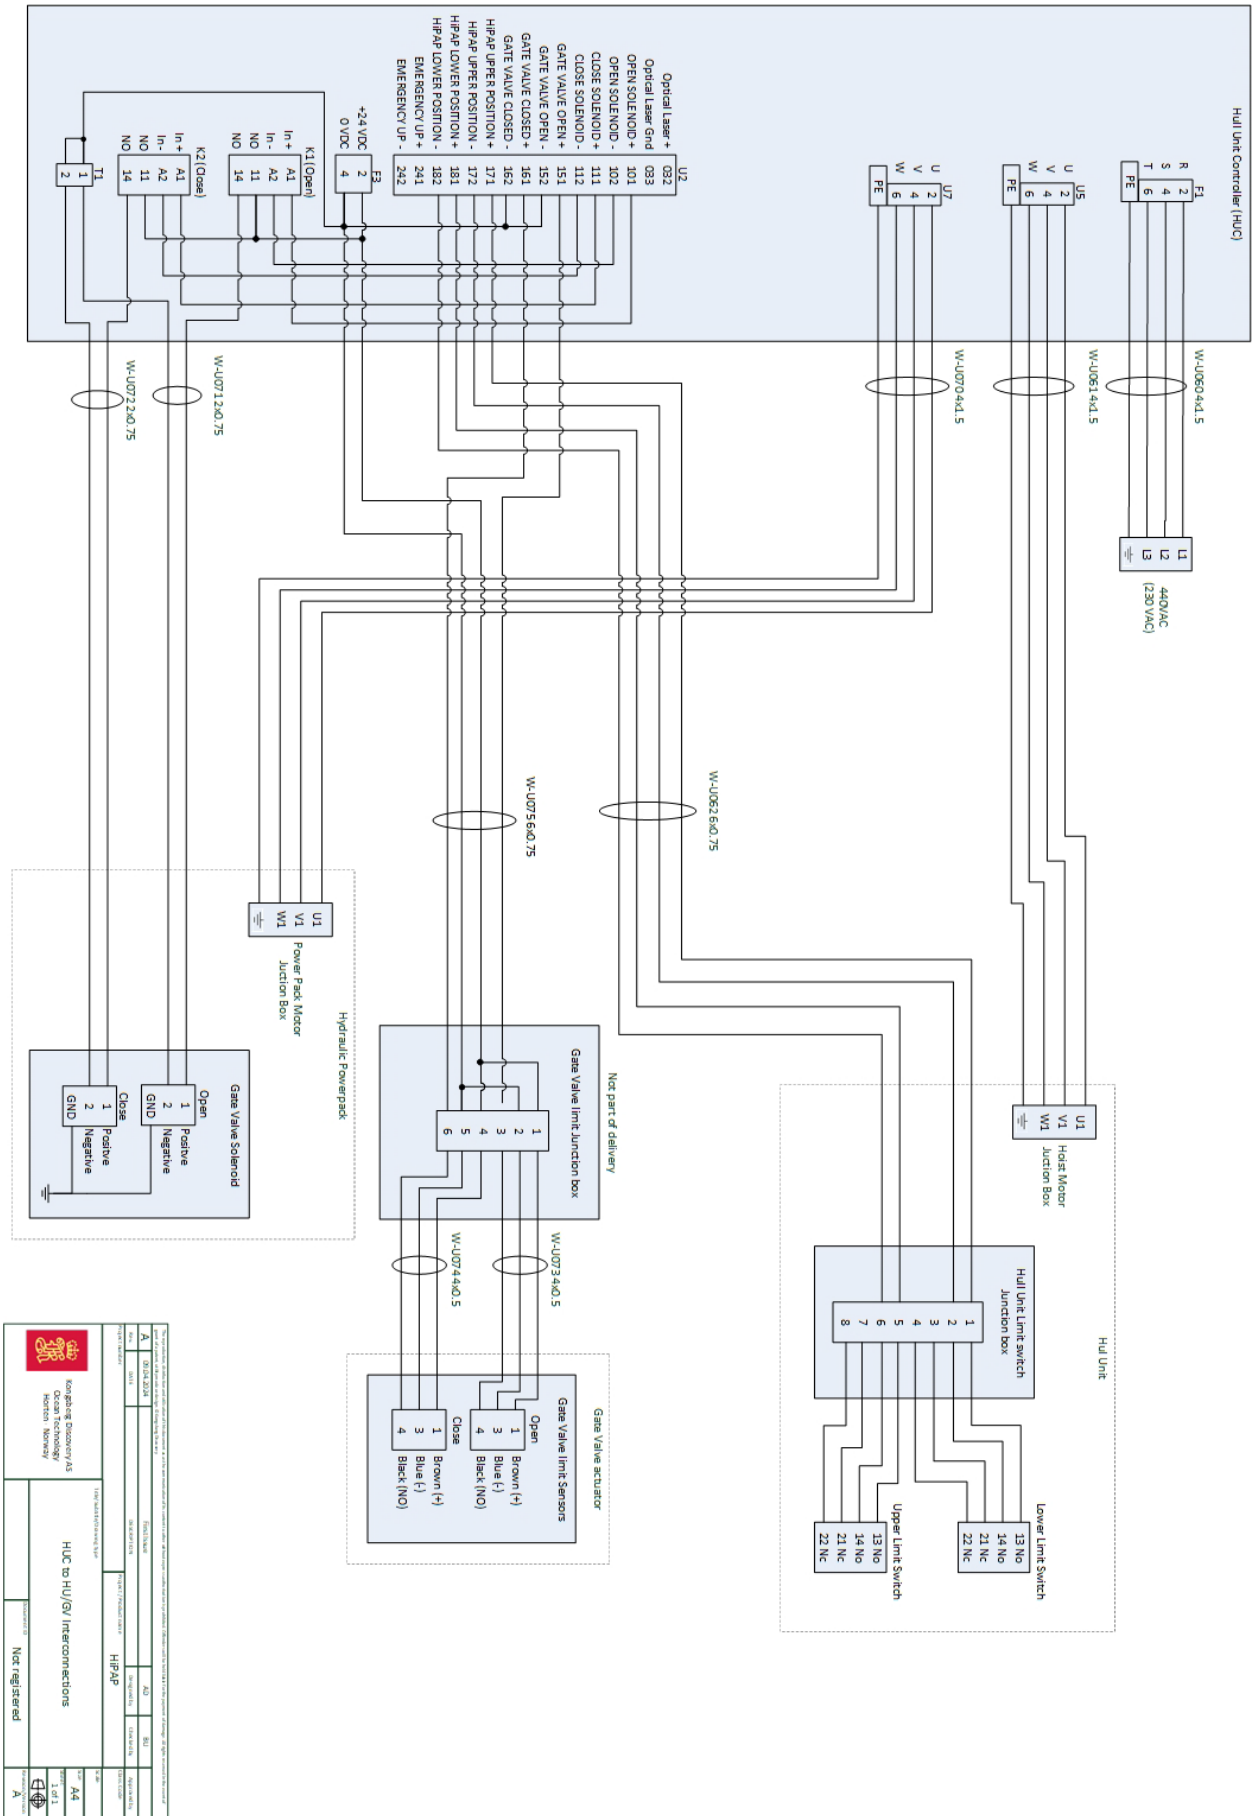 Hull Unit Controller (HUC)
F1
R
S
T
2
4
6
PE
U5
U
V
W
2
4
6
PE
U7
U
V
W
2
4
6
PE
U2
Optical Laser +
Optical Laser Gnd
OPEN SOLENOID +
OPEN SOLENOID -
CLOSE SOLENOID +
CLOSE SOLENOID -
GATE VALVE OPEN +
GATE VALVE OPEN -
GATE VALVE CLOSED +
GATE VALVE CLOSED -
HiPAP UPPER POSITION +
HiPAP UPPER POSITION -
HiPAP LOWER POSITION +
HiPAP LOWER POSITION -
EMERGENCY UP +
EMERGENCY UP -
032
033
101
102
111
112
151
152
161
162
171
172
181
182
241
242
F3
+24 VDC
0 VDC
2
4
K1 (Open)
In +
In -
NO
NO
A1
A2
11
14
K2 (Close)
In +
In -
NO
NO
A1
A2
11
14
T1
1
2
W-U060 4x1.5
W-U061 4x1.5
W-U070 4x1.5
W-U071 2x0.75
W-U072 2x0.75
L1
L2
L3
440VAC
(230 VAC)
W-U062 6x0.75
W-U075 6x0.75
U1
V1
W1
Power Pack Motor
Juction Box
Hydraulic Powerpack
Gate Valve Solenoid
Open
1
2
GND
Positve
Negative
Close
1
2
GND
Positve
Negative
Not part of delivery
Gate Valve limit Junction box
1
2
3
4
5
6
W-U073 4x0.5
W-U074 4x0.5
Gate Valve actuator
Gate Valve limit Sensors
Open
1
3
4
Brown (+)
Blue (-)
Black (NO)
Close
1
3
4
Brown (+)
Blue (-)
Black (NO)
Hul Unit
U1
V1
W1
Hoist Motor
Juction Box
Hull Unit Limit switch
Junction box
1
2
3
4
5
6
7
8
Lower Limit Switch
13 No
14 No
21 Nc
22 Nc
Upper Limit Switch
13 No
14 No
21 Nc
22 Nc
A
09.04.2024
AD
BU
HiPAP
Kongsberg Discovery AS
Ocean Technology
Horten - Norway
HUC to HU/GV Interconnections
A4
1 of 1
Not registered
A